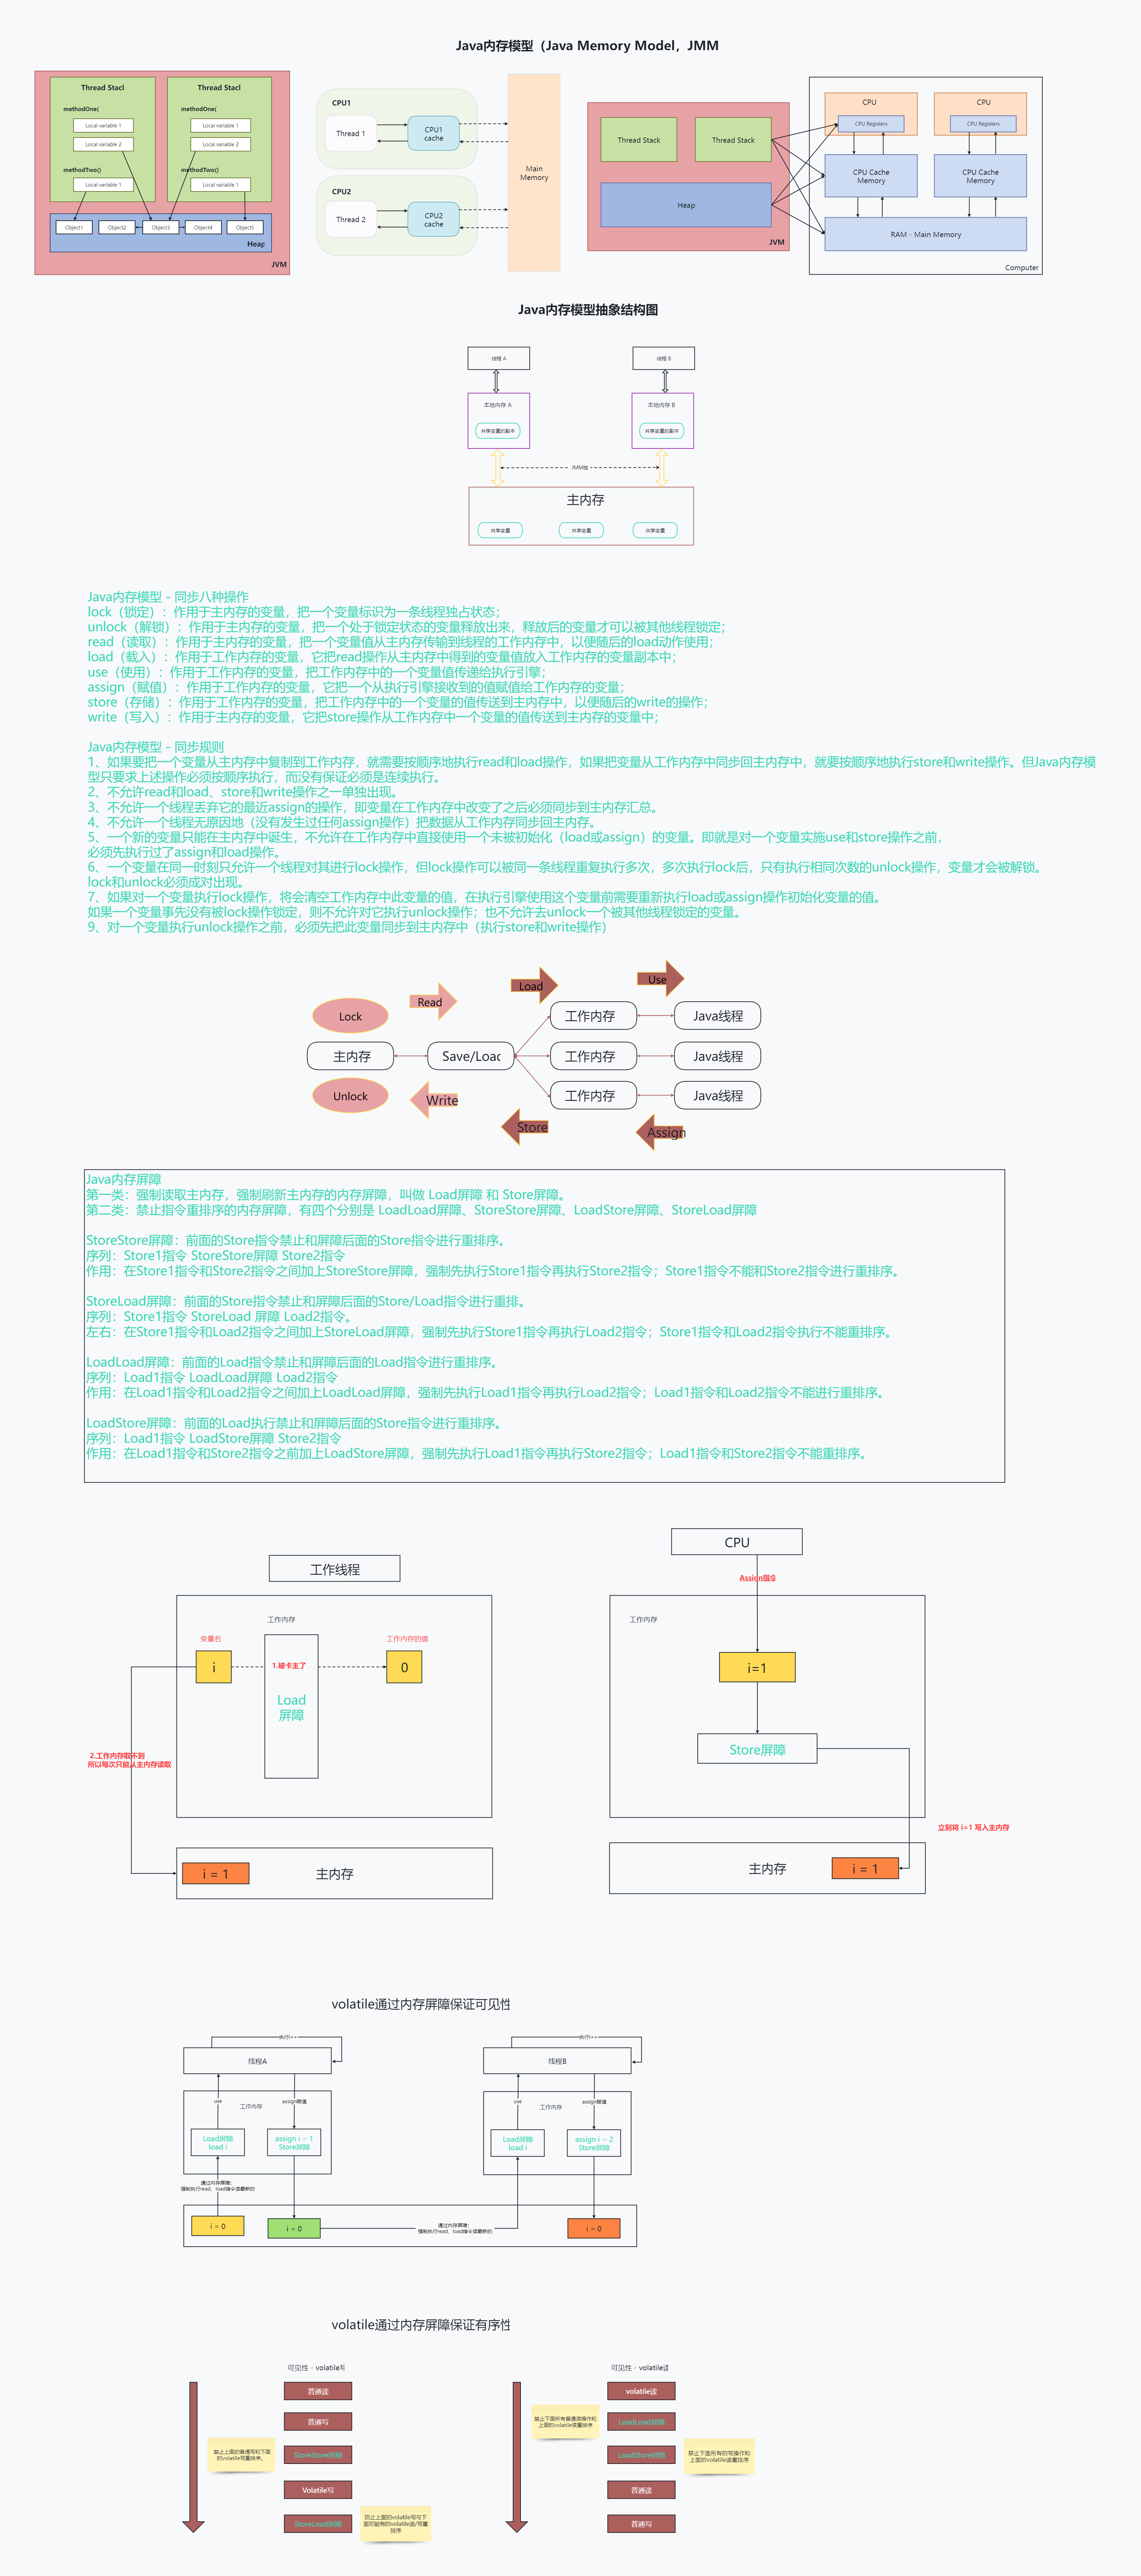 Java内存模型（Java Memory Model，JMM
Thread Stacl
methodOne(
Local variable 1
Local variable 2
methodTwo()
Local variable 1
Thread Stacl
methodOne(
Local variable 1
Local variable 2
methodTwo()
Local variable 1
Object1
Object2
Object3
Object4
Object5
Heap
JVM
CPU1
Thread 1
CPU1
cache
CPU2
Thread 2
CPU2
cache
Main
Memory
Thread Stack
Thread Stack
Heap
JVM
CPU
CPU Registers
CPU
CPU Registers
CPU Cache
Memory
CPU Cache
Memory
RAM - Main Memory
Computer
Java内存模型抽象结构图
线程 A
线程 B
本地内存 A
共享变量的副本
本地内存 B
共享变量的副本
JMM控
主内存
共享变量
共享变量
共享变量
Java内存模型 - 同步八种操作
lock（锁定）：作用于主内存的变量，把一个变量标识为一条线程独占状态；
unlock（解锁）：作用于主内存的变量，把一个处于锁定状态的变量释放出来，释放后的变量才可以被其他线程锁定；
read（读取）：作用于主内存的变量，把一个变量值从主内存传输到线程的工作内存中，以便随后的load动作使用；
load（载入）：作用于工作内存的变量，它把read操作从主内存中得到的变量值放入工作内存的变量副本中；
use（使用）：作用于工作内存的变量，把工作内存中的一个变量值传递给执行引擎；
assign（赋值）：作用于工作内存的变量，它把一个从执行引擎接收到的值赋值给工作内存的变量；
store（存储）：作用于工作内存的变量，把工作内存中的一个变量的值传送到主内存中，以便随后的write的操作；
write（写入）：作用于主内存的变量，它把store操作从工作内存中一个变量的值传送到主内存的变量中；
Java内存模型 - 同步规则
1、如果要把一个变量从主内存中复制到工作内存，就需要按顺序地执行read和load操作，如果把变量从工作内存中同步回主内存中，就要按顺序地执行store和write操作。但Java内存模
型只要求上述操作必须按顺序执行，而没有保证必须是连续执行。
2、不允许read和load、store和write操作之一单独出现。
3、不允许一个线程丢弃它的最近assign的操作，即变量在工作内存中改变了之后必须同步到主内存汇总。
4、不允许一个线程无原因地（没有发生过任何assign操作）把数据从工作内存同步回主内存。
5、一个新的变量只能在主内存中诞生，不允许在工作内存中直接使用一个未被初始化（load或assign）的变量。即就是对一个变量实施use和store操作之前，
必须先执行过了assign和load操作。
6、一个变量在同一时刻只允许一个线程对其进行lock操作，但lock操作可以被同一条线程重复执行多次，多次执行lock后，只有执行相同次数的unlock操作，变量才会被解锁。
lock和unlock必须成对出现。
7、如果对一个变量执行lock操作，将会清空工作内存中此变量的值，在执行引擎使用这个变量前需要重新执行load或assign操作初始化变量的值。
如果一个变量事先没有被lock操作锁定，则不允许对它执行unlock操作；也不允许去unlock一个被其他线程锁定的变量。
9、对一个变量执行unlock操作之前，必须先把此变量同步到主内存中（执行store和write操作）
Lock
Read
Load
Use
主内存
Save/Load
工作内存
Java线程
工作内存
Java线程
工作内存
Java线程
Unlock
Write
Store
Assign
Java内存屏障
第一类：强制读取主内存，强制刷新主内存的内存屏障，叫做 Load屏障 和 Store屏障。
第二类：禁止指令重排序的内存屏障，有四个分别是 LoadLoad屏障、StoreStore屏障、LoadStore屏障、StoreLoad屏障
StoreStore屏障：前面的Store指令禁止和屏障后面的Store指令进行重排序。
序列：Store1指令 StoreStore屏障 Store2指令
作用：在Store1指令和Store2指令之间加上StoreStore屏障，强制先执行Store1指令再执行Store2指令；Store1指令不能和Store2指令进行重排序。
StoreLoad屏障：前面的Store指令禁止和屏障后面的Store/Load指令进行重排。
序列：Store1指令 StoreLoad 屏障 Load2指令。
左右：在Store1指令和Load2指令之间加上StoreLoad屏障，强制先执行Store1指令再执行Load2指令；Store1指令和Load2指令执行不能重排序。
LoadLoad屏障：前面的Load指令禁止和屏障后面的Load指令进行重排序。
序列：Load1指令 LoadLoad屏障 Load2指令
作用：在Load1指令和Load2指令之间加上LoadLoad屏障，强制先执行Load1指令再执行Load2指令；Load1指令和Load2指令不能进行重排序。
LoadStore屏障：前面的Load执行禁止和屏障后面的Store指令进行重排序。
序列：Load1指令 LoadStore屏障 Store2指令
作用：在Load1指令和Store2指令之前加上LoadStore屏障，强制先执行Load1指令再执行Store2指令；Load1指令和Store2指令不能重排序。
工作线程
工作内存
变量名
工作内存的值
i
1.被卡主了
0
Load
屏障
2.工作内存取不到
所以每次只能从主内存读取
i = 1
主内存
CPU
Assign指令
工作内存
i=1
Store屏障
立刻将 i=1 写入主内存
主内存
i = 1
volatile通过内存屏障保证可见性
执行i++
线程A
use
assign赋值
工作内存
Load屏障
load i
assign i = 1
Store屏障
通过内存屏障：
强制执行read、load指令读最新的
i = 0
i = 0
执行i++
线程B
use
assign赋值
工作内存
Load屏障
load i
assign i = 2
Store屏障
通过内存屏障：
强制执行read、load指令读最新的
i = 0
volatile通过内存屏障保证有序性
可见性 - volatile写
普通读
普通写
禁止上面的普通写和下面
的volatile写重排序。
StoreStore屏障
Volatile写
StoreLoad屏障
防止上面的volatile写与下
面可能有的volatile读/写重
排序
可见性 - volatile读
volatile读
禁止下面所有普通读操作和
上面的volatile读重排序
LoadLoad屏障
LoadStore屏障
禁止下面所有的写操作和
上面的volatile读重排序
普通读
普通写